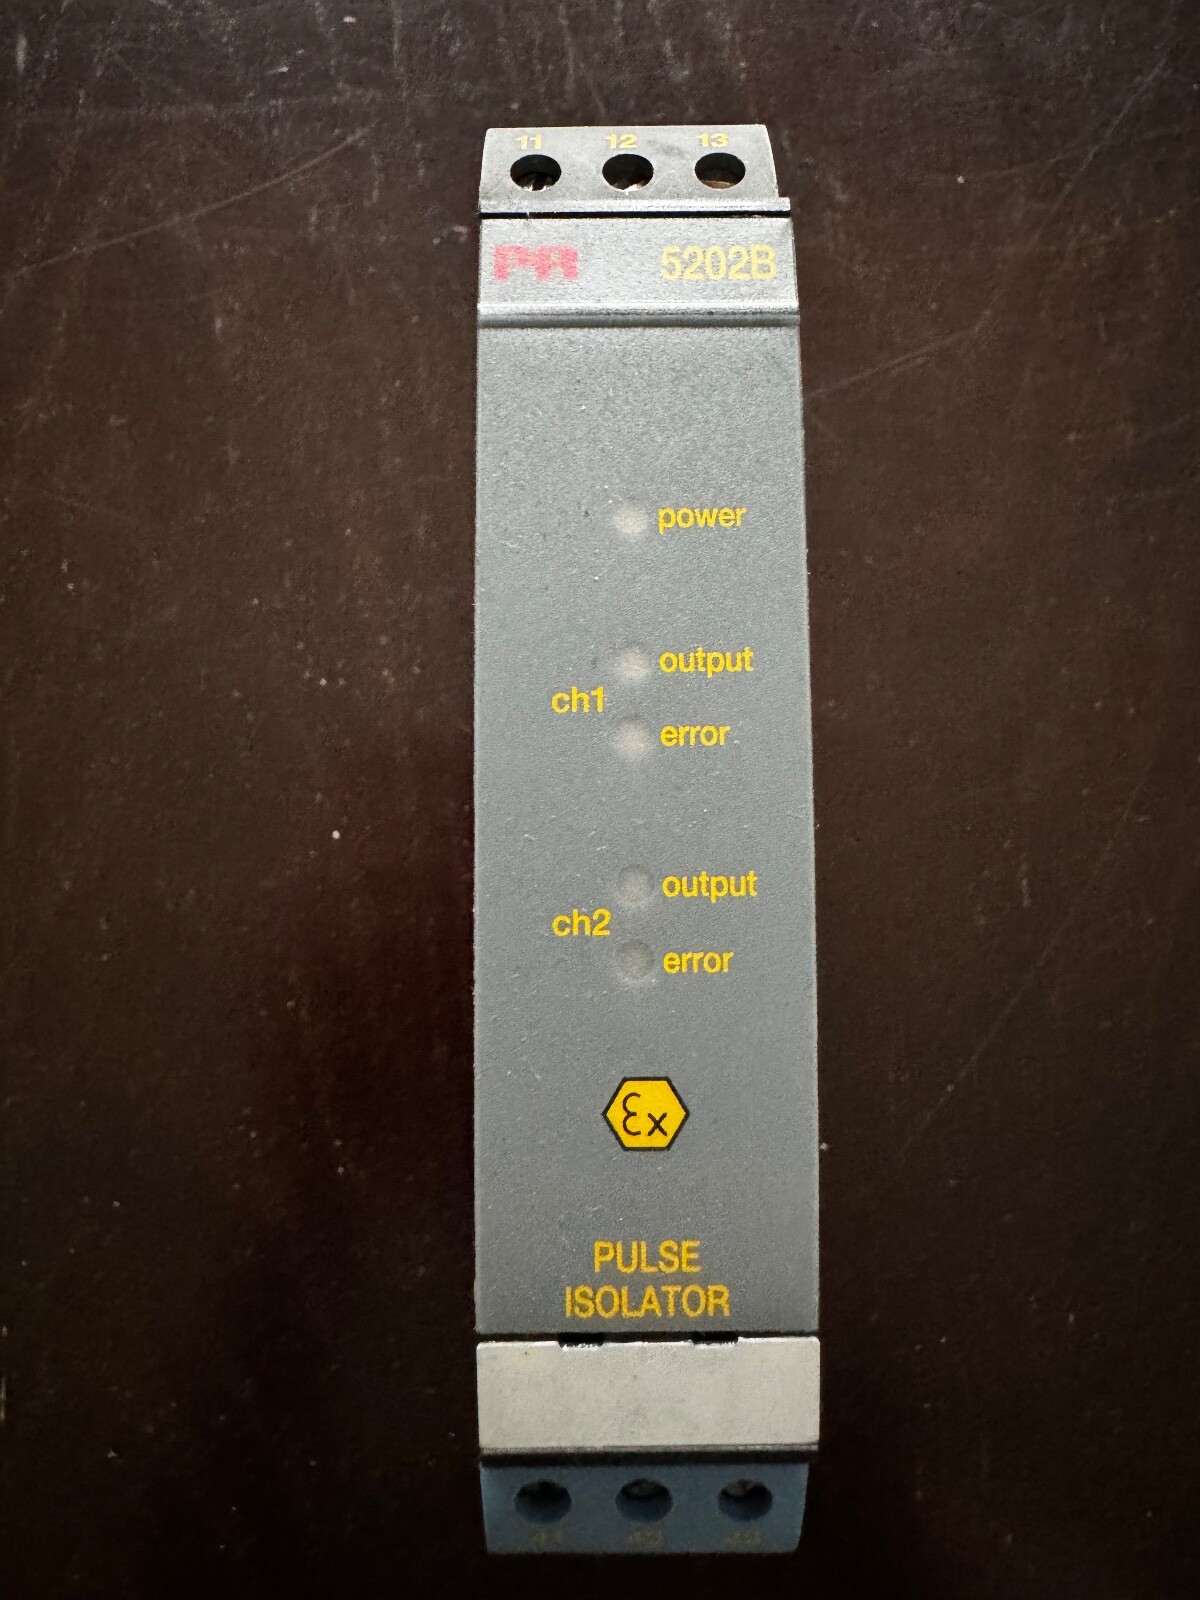 11 12 13
PR 5202B
power
output
ch1
error
output
ch2
error
Ex
PULSE
ISOLATOR